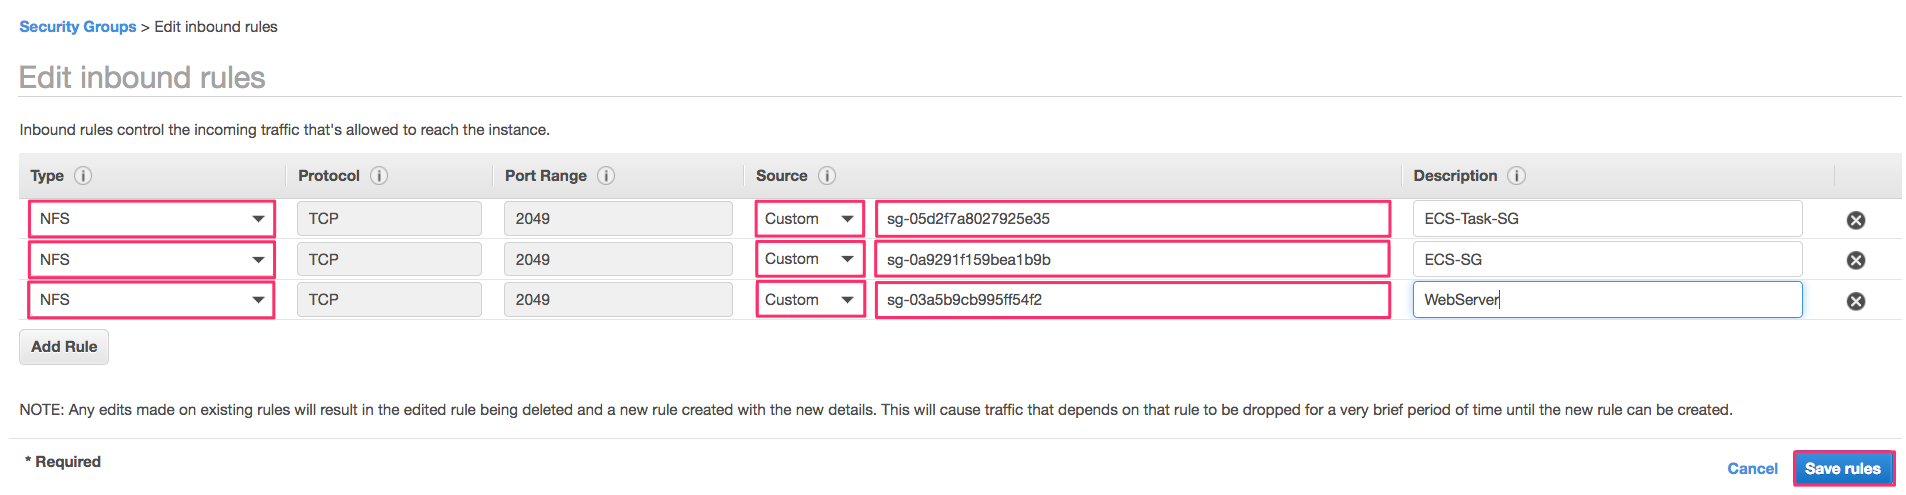 Security Groups > Edit inbound rules
Edit inbound rules
Inbound rules control the incoming traffic that's allowed to reach the instance.
Type i Protocol i Port Range i Source i Description i
NFS TCP 2049 Custom sg-05d2f7a8027925e35 ECS-Task-SG
NFS TCP 2049 Custom sg-0a9291f159bea1b9b ECS-SG
NFS TCP 2049 Custom sg-03a5b9cb995ff54f2 WebServer
Add Rule
NOTE: Any edits made on existing rules will result in the edited rule being deleted and a new rule created with the new details. This will cause traffic that depends on that rule to be dropped for a very brief period of time until the new rule can be created.
* Required
Cancel Save rules